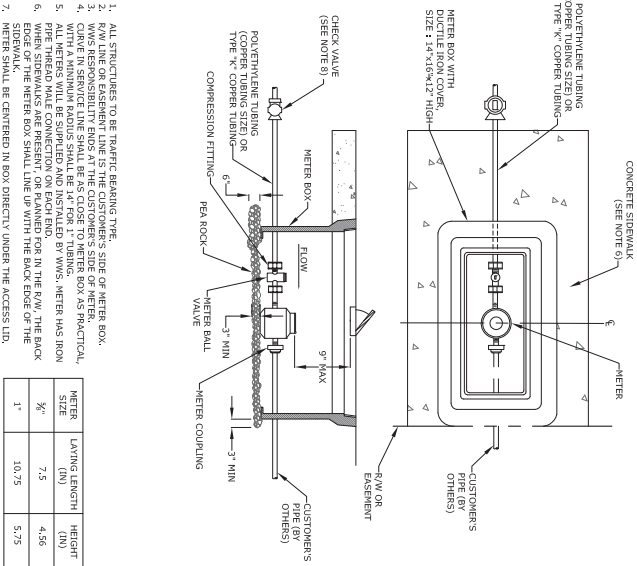 CONCRETE SIDEWALK
(SEE NOTE 6)
POLYETHYLENE TUBING
(COPPER TUBING SIZE) OR
TYPE "K" COPPER TUBING
METER BOX WITH
DUCTILE IRON COVER,
SIZE : 14"x16"x12" HIGH
℄
METER
CUSTOMER'S
PIPE (BY
OTHERS)
R/W OR
EASEMENT
CHECK VALVE
(SEE NOTE 8)
POLYETHYLENE TUBING
(COPPER TUBING SIZE) OR
TYPE "K" COPPER TUBING
COMPRESSION FITTING
METER BOX
FLOW
6"
PEA ROCK
METER BALL
VALVE
3" MIN
9" MAX
METER COUPLING
3" MIN
CUSTOMER'S
PIPE (BY
OTHERS)
1. ALL STRUCTURES TO BE TRAFFIC BEARING TYPE.
2. R/W LINE OR EASEMENT LINE IS THE CUSTOMER'S SIDE OF METER BOX.
3. WWS RESPONSIBILITY ENDS AT THE CUSTOMER'S SIDE OF METER.
4. CURVE IN SERVICE LINE SHALL BE AS CLOSE TO METER BOX AS PRACTICAL,
WITH A MINIMUM RADIUS SHALL BE 14" FOR 1" TUBING.
5. ALL METERS WILL BE SUPPLIED AND INSTALLED BY WWS. METER HAS IRON
PIPE THREAD MALE CONNECTION ON EACH END.
6. WHEN SIDEWALKS ARE PRESENT, OR PLANNED FOR IN THE R/W, THE BACK
EDGE OF THE METER BOX SHALL LINE UP WITH THE BACK EDGE OF THE
SIDEWALK.
7. METER SHALL BE CENTERED IN BOX DIRECTLY UNDER THE ACCESS LID.
METER SIZE LAYING LENGTH (IN) HEIGHT (IN)
⅝" 7.5 4.56
1" 10.75 5.75